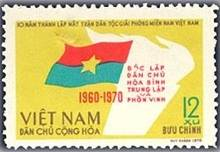 10 NĂM THÀNH LẬP MẶT TRẬN DÂN TỘC GIẢI PHÓNG MIỀN NAM VIỆT NAM
ĐỘC LẬP
DÂN CHỦ
HÒA BÌNH
TRUNG LẬP
VÀ
PHỒN VINH
1960-1970
VIỆT NAM
DÂN CHỦ CỘNG HÒA
12
XU
BƯU CHÍNH